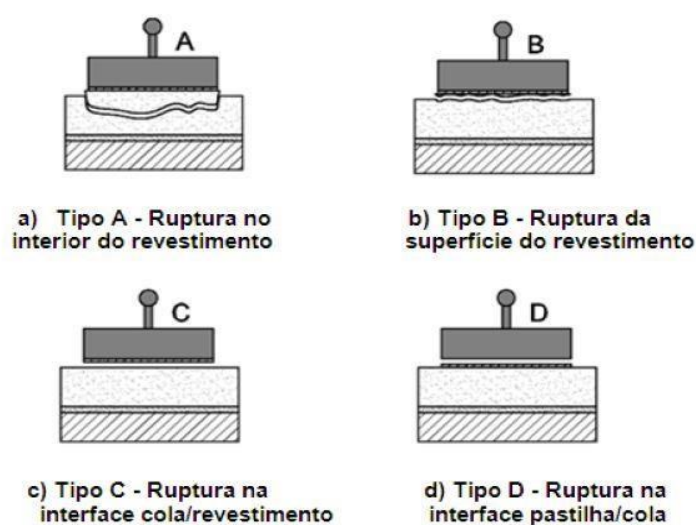 A
B
a) Tipo A - Ruptura no
interior do revestimento
b) Tipo B - Ruptura da
superfície do revestimento
C
D
c) Tipo C - Ruptura na
interface cola/revestimento
d) Tipo D - Ruptura na
interface pastilha/cola